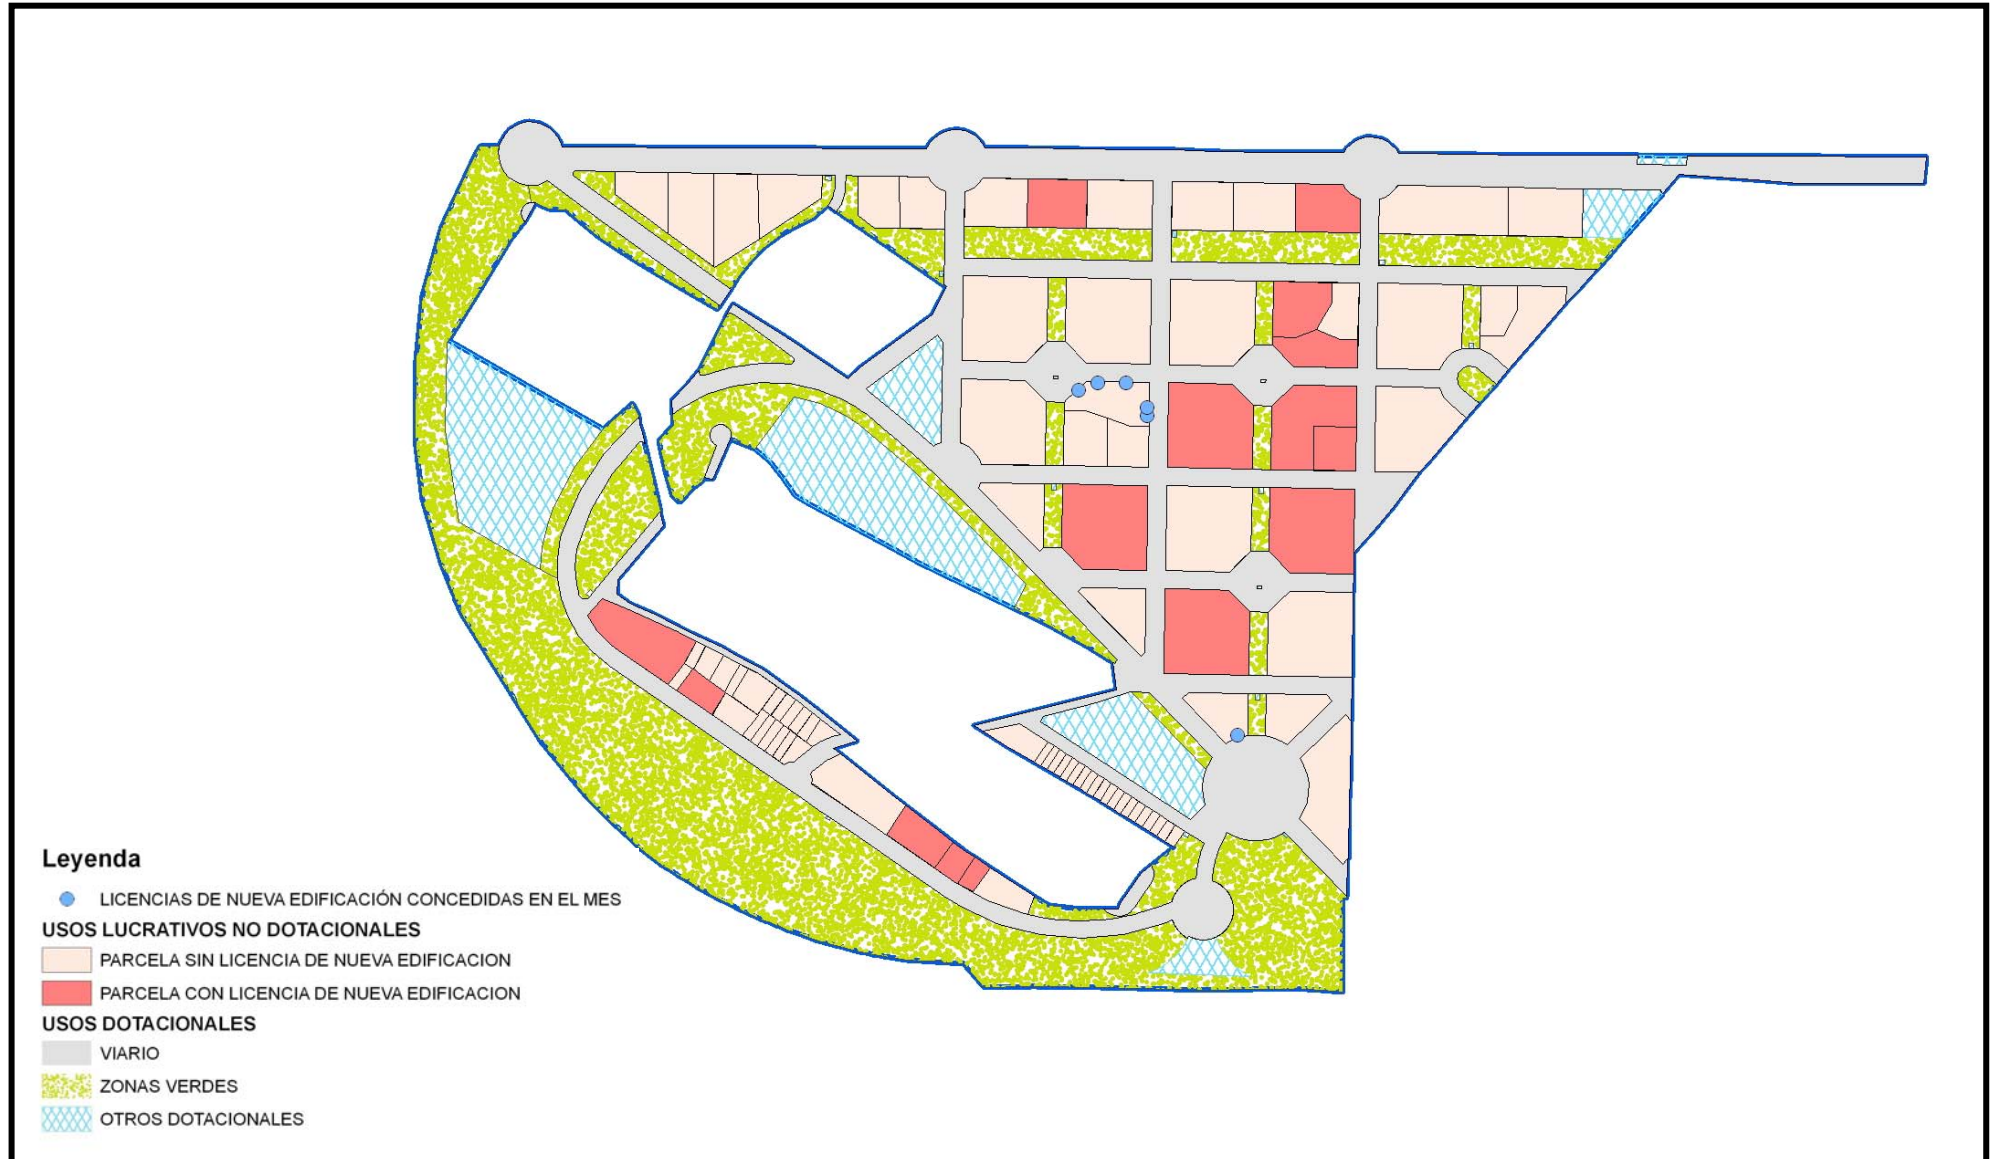 Leyenda
LICENCIAS DE NUEVA EDIFICACIÓN CONCEDIDAS EN EL MES
USOS LUCRATIVOS NO DOTACIONALES
PARCELA SIN LICENCIA DE NUEVA EDIFICACION
PARCELA CON LICENCIA DE NUEVA EDIFICACION
USOS DOTACIONALES
VIARIO
ZONAS VERDES
OTROS DOTACIONALES